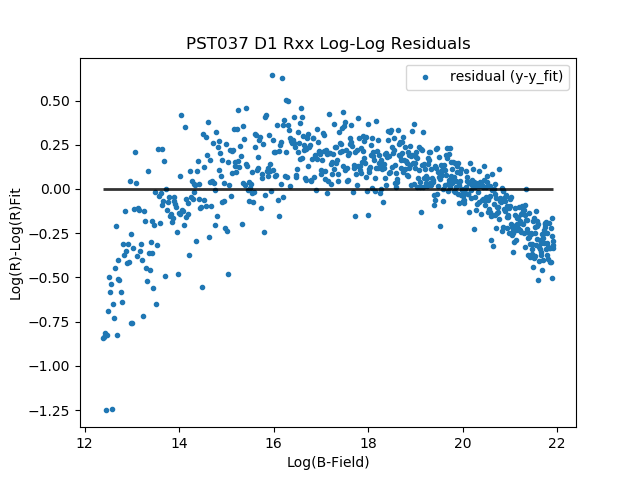 PST037 D1 Rxx Log-Log Residuals
residual (y-y_fit)
0.50
0.25
0.00
−0.25
−0.50
−0.75
−1.00
−1.25
Log(R)-Log(R)Fit
12 14 16 18 20 22
Log(B-Field)